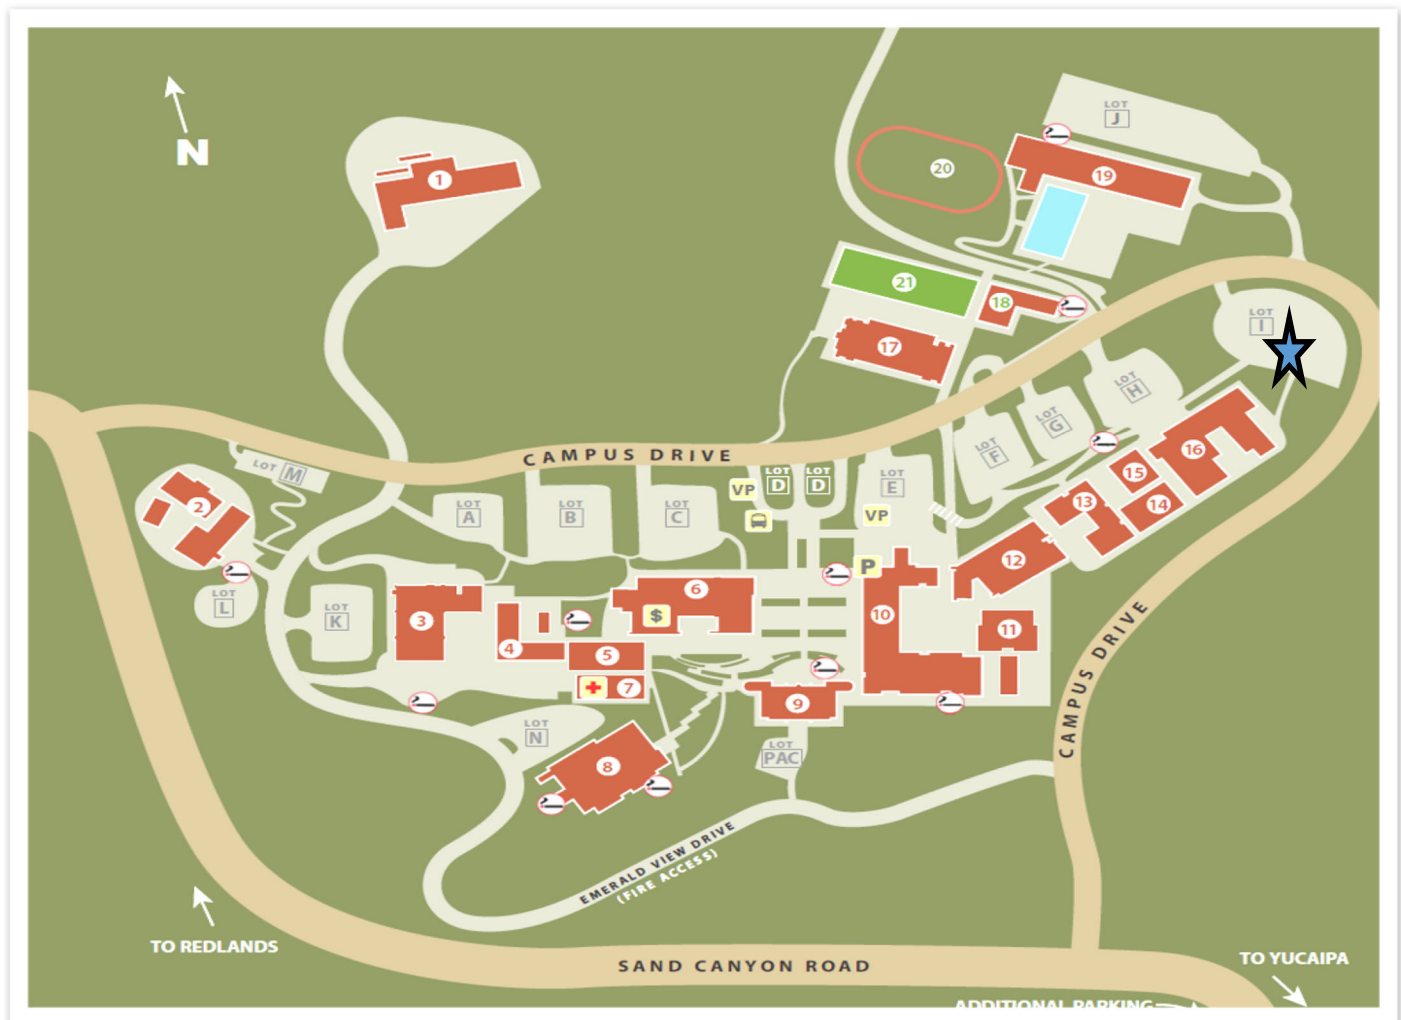 N
1
LOT
J
20
19
21
18
17
LOT
I
LOT
H
LOT
G
LOT
F
16
15
14
13
12
CAMPUS DRIVE
LOT
M
2
LOT
A
LOT
B
LOT
C
VP
LOT
D
LOT
D
LOT
E
VP
P
LOT
L
LOT
K
3
4
5
6
$
7
10
11
9
LOT
N
8
LOT
PAC
CAMPUS DRIVE
EMERALD VIEW DRIVE
(FIRE ACCESS)
TO REDLANDS
SAND CANYON ROAD
TO YUCAIPA
ADDITIONAL PARKING